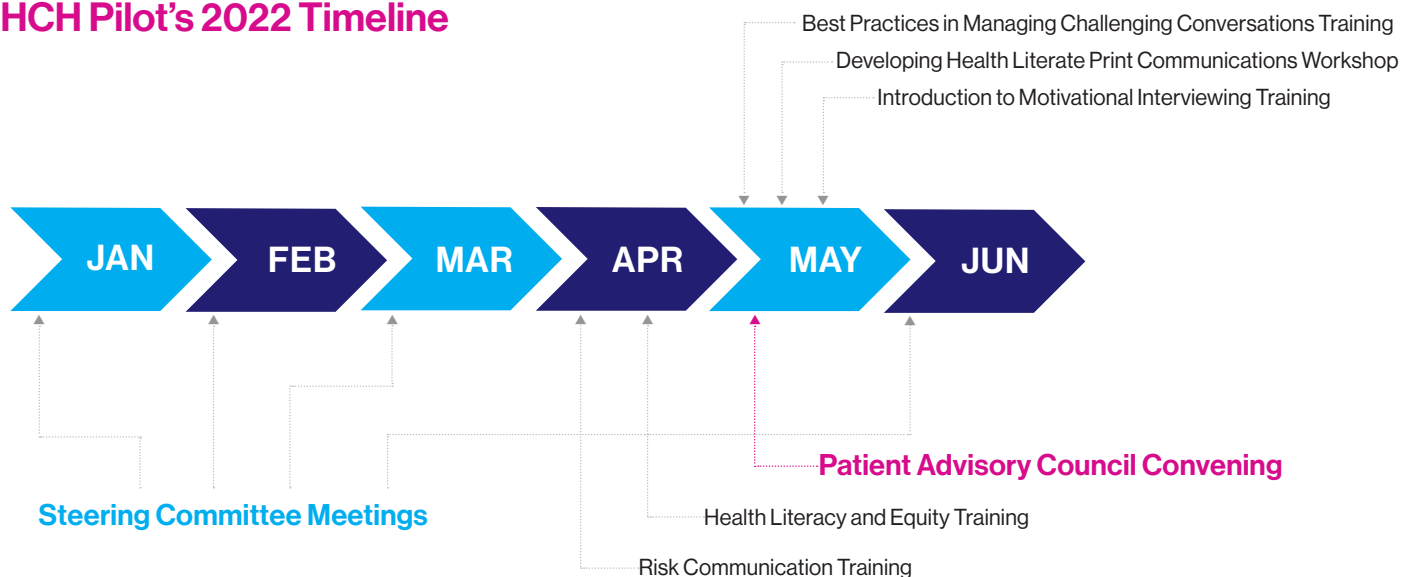 HCH Pilot's 2022 Timeline
Best Practices in Managing Challenging Conversations Training
Developing Health Literate Print Communications Workshop
Introduction to Motivational Interviewing Training
JAN
FEB
MAR
APR
MAY
JUN
Patient Advisory Council Convening
Steering Committee Meetings
Health Literacy and Equity Training
Risk Communication Training